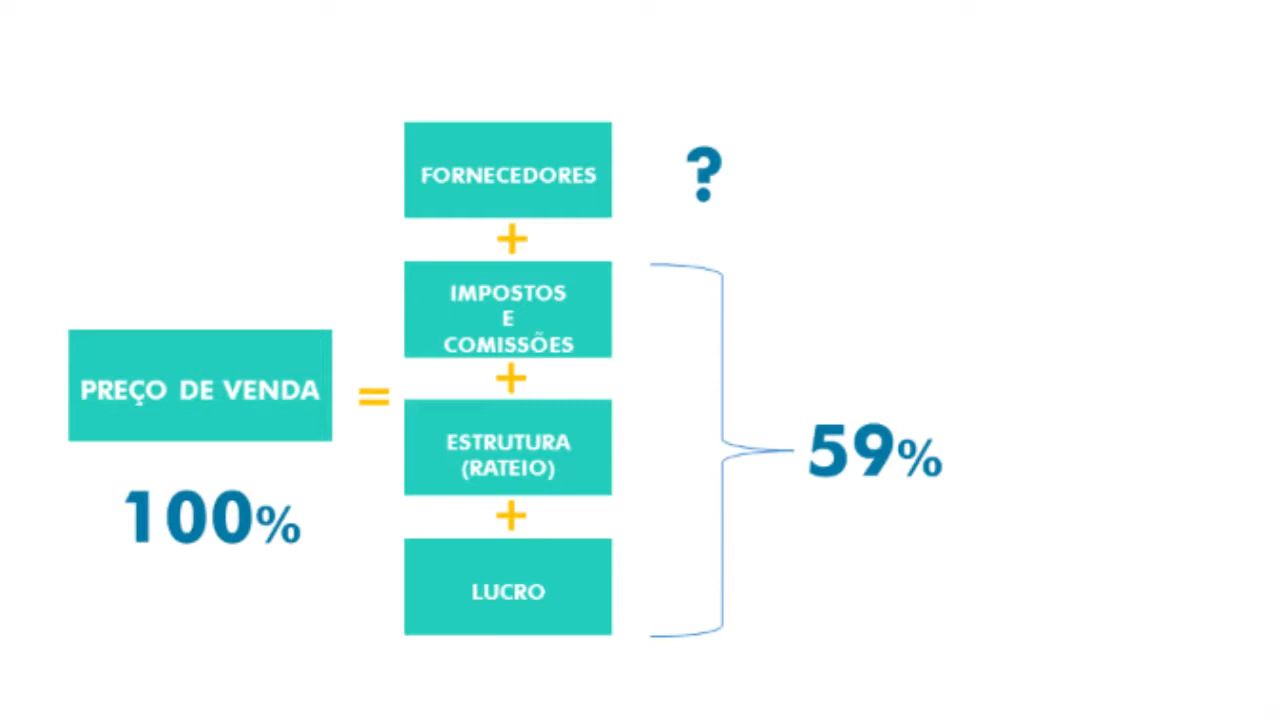 FORNECEDORES
?
+
IMPOSTOS
E
COMISSÕES
+
PREÇO DE VENDA
=
ESTRUTURA
(RATEIO)
59%
100%
+
LUCRO